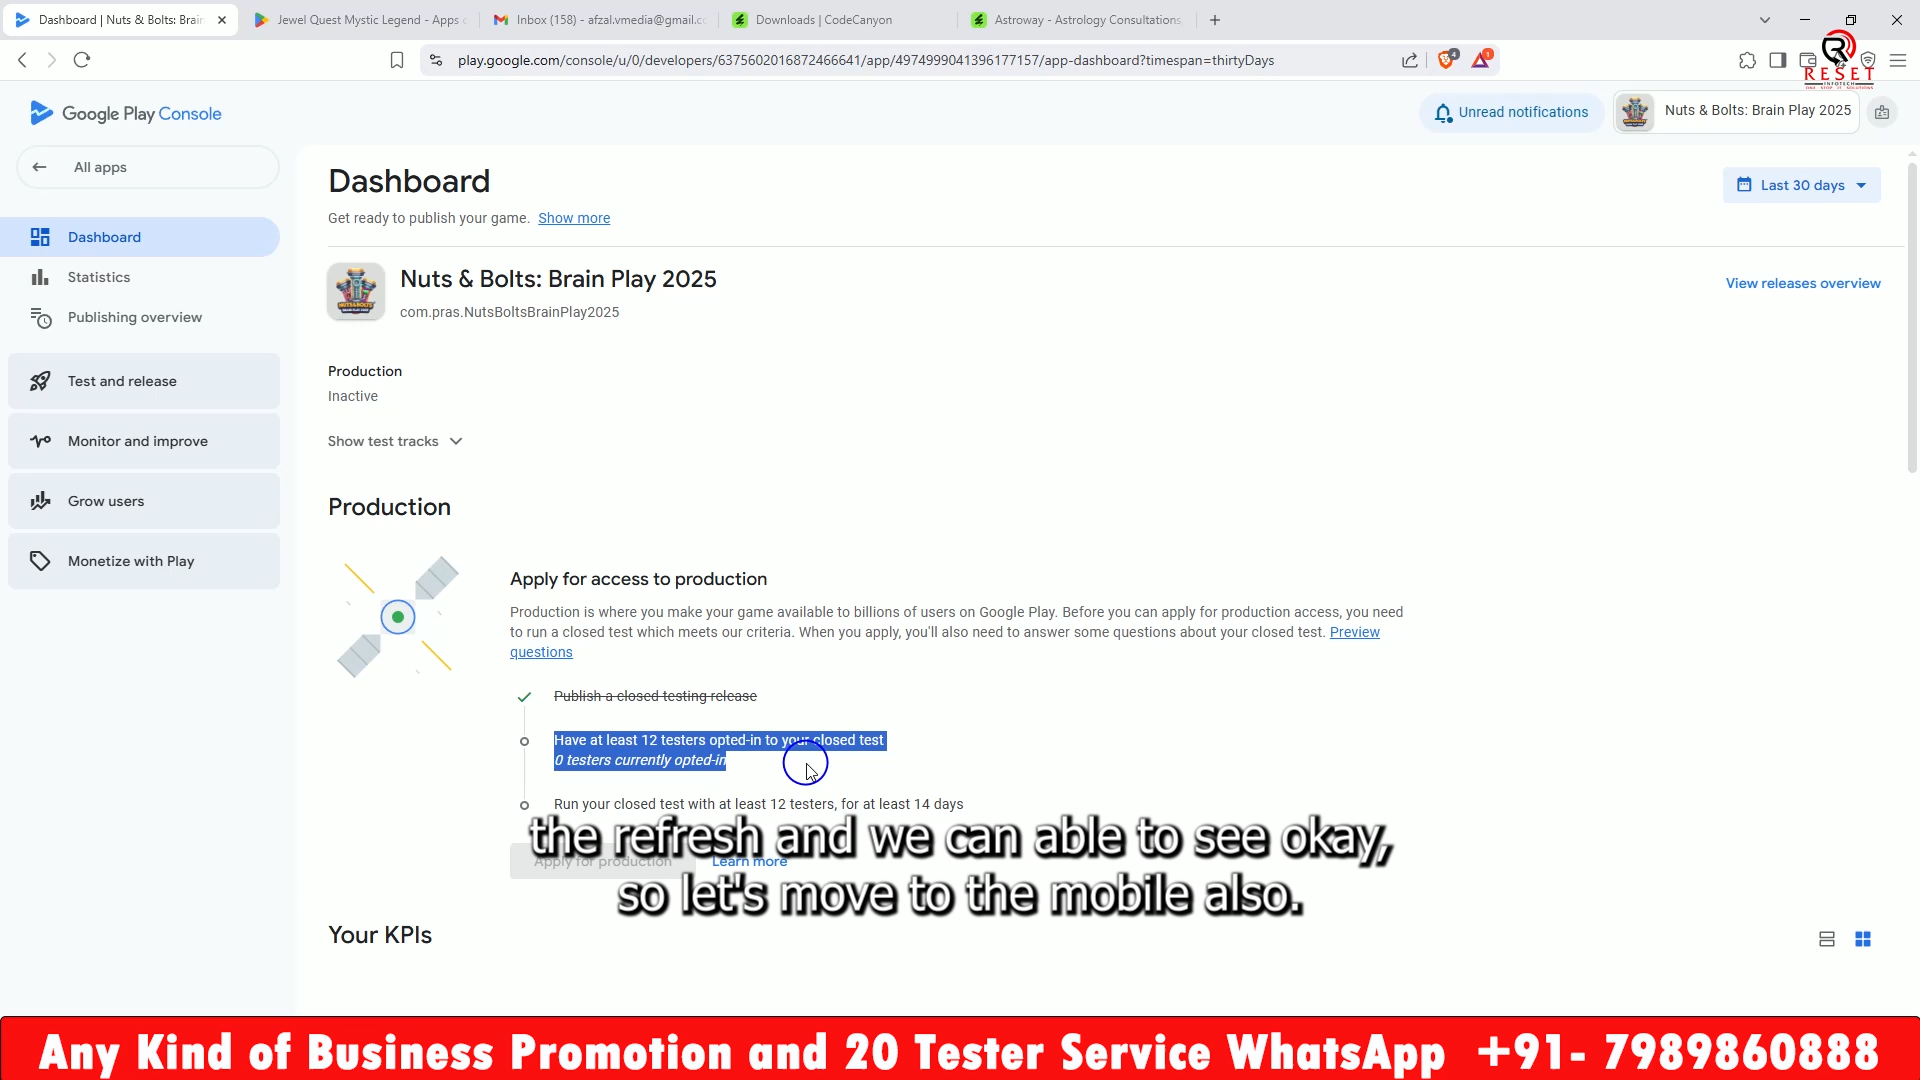 Dashboard | Nuts & Bolts: Brain
Jewel Quest Mystic Legend - Apps
Inbox (158) - afzal.vmedia@gmail.c
Downloads | CodeCanyon
Astroway - Astrology Consultations,
play.google.com/console/u/0/developers/6375602016872466641/app/4974999041396177157/app-dashboard?timespan=thirtyDays
4
1
RESET
Google Play Console
Unread notifications
Nuts & Bolts: Brain Play 2025
All apps
Dashboard
Statistics
Publishing overview
Test and release
Monitor and improve
Grow users
Monetize with Play
Dashboard
Last 30 days
Get ready to publish your game. Show more
Nuts & Bolts: Brain Play 2025
com.pras.NutsBoltsBrainPlay2025
View releases overview
Production
Inactive
Show test tracks
Production
Apply for access to production
Production is where you make your game available to billions of users on Google Play. Before you can apply for production access, you need
to run a closed test which meets our criteria. When you apply, you'll also need to answer some questions about your closed test. Preview
questions
Publish a closed testing release
Have at least 12 testers opted-in to your closed test
0 testers currently opted-in
Run your closed test with at least 12 testers, for at least 14 days
the refresh and we can able to see okay,
Apply for production
Learn more
so let's move to the mobile also.
Your KPIs
Any Kind of Business Promotion and 20 Tester Service WhatsApp +91- 7989860888